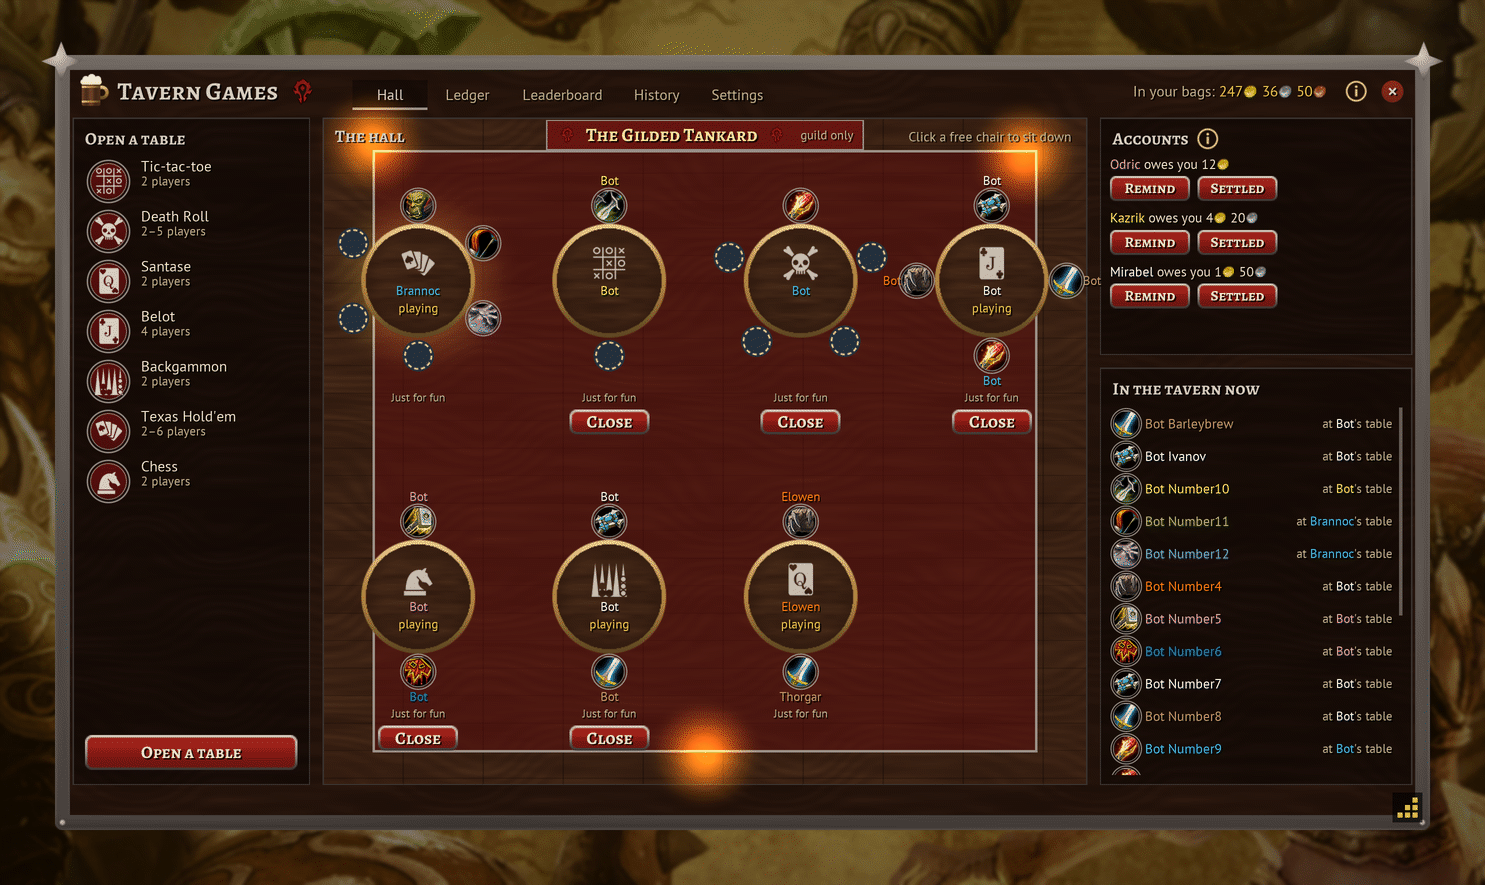 Tavern Games
Hall
Ledger
Leaderboard
History
Settings
In your bags: 247 36 50
Open a table
Tic-tac-toe
2 players
Death Roll
2–5 players
Santase
2 players
Belot
4 players
Backgammon
2 players
Texas Hold'em
2–6 players
Chess
2 players
Open a table
The Hall
The Gilded Tankard
guild only
Click a free chair to sit down
Brannoc
playing
Just for fun
Bot
Bot
Just for fun
Close
Bot
Just for fun
Close
Bot
Bot
Bot
J
Bot
playing
Bot
Just for fun
Close
Bot
Bot
playing
Bot
Just for fun
Close
Bot
Bot
playing
Bot
Just for fun
Close
Elowen
Q
Elowen
playing
Thorgar
Just for fun
Accounts
Odric owes you 12
Remind
Settled
Kazrik owes you 4 20
Remind
Settled
Mirabel owes you 1 50
Remind
Settled
In the tavern now
Bot Barleybrew at Bot's table
Bot Ivanov at Bot's table
Bot Number10 at Bot's table
Bot Number11 at Brannoc's table
Bot Number12 at Brannoc's table
Bot Number4 at Bot's table
Bot Number5 at Bot's table
Bot Number6 at Bot's table
Bot Number7 at Bot's table
Bot Number8 at Bot's table
Bot Number9 at Bot's table